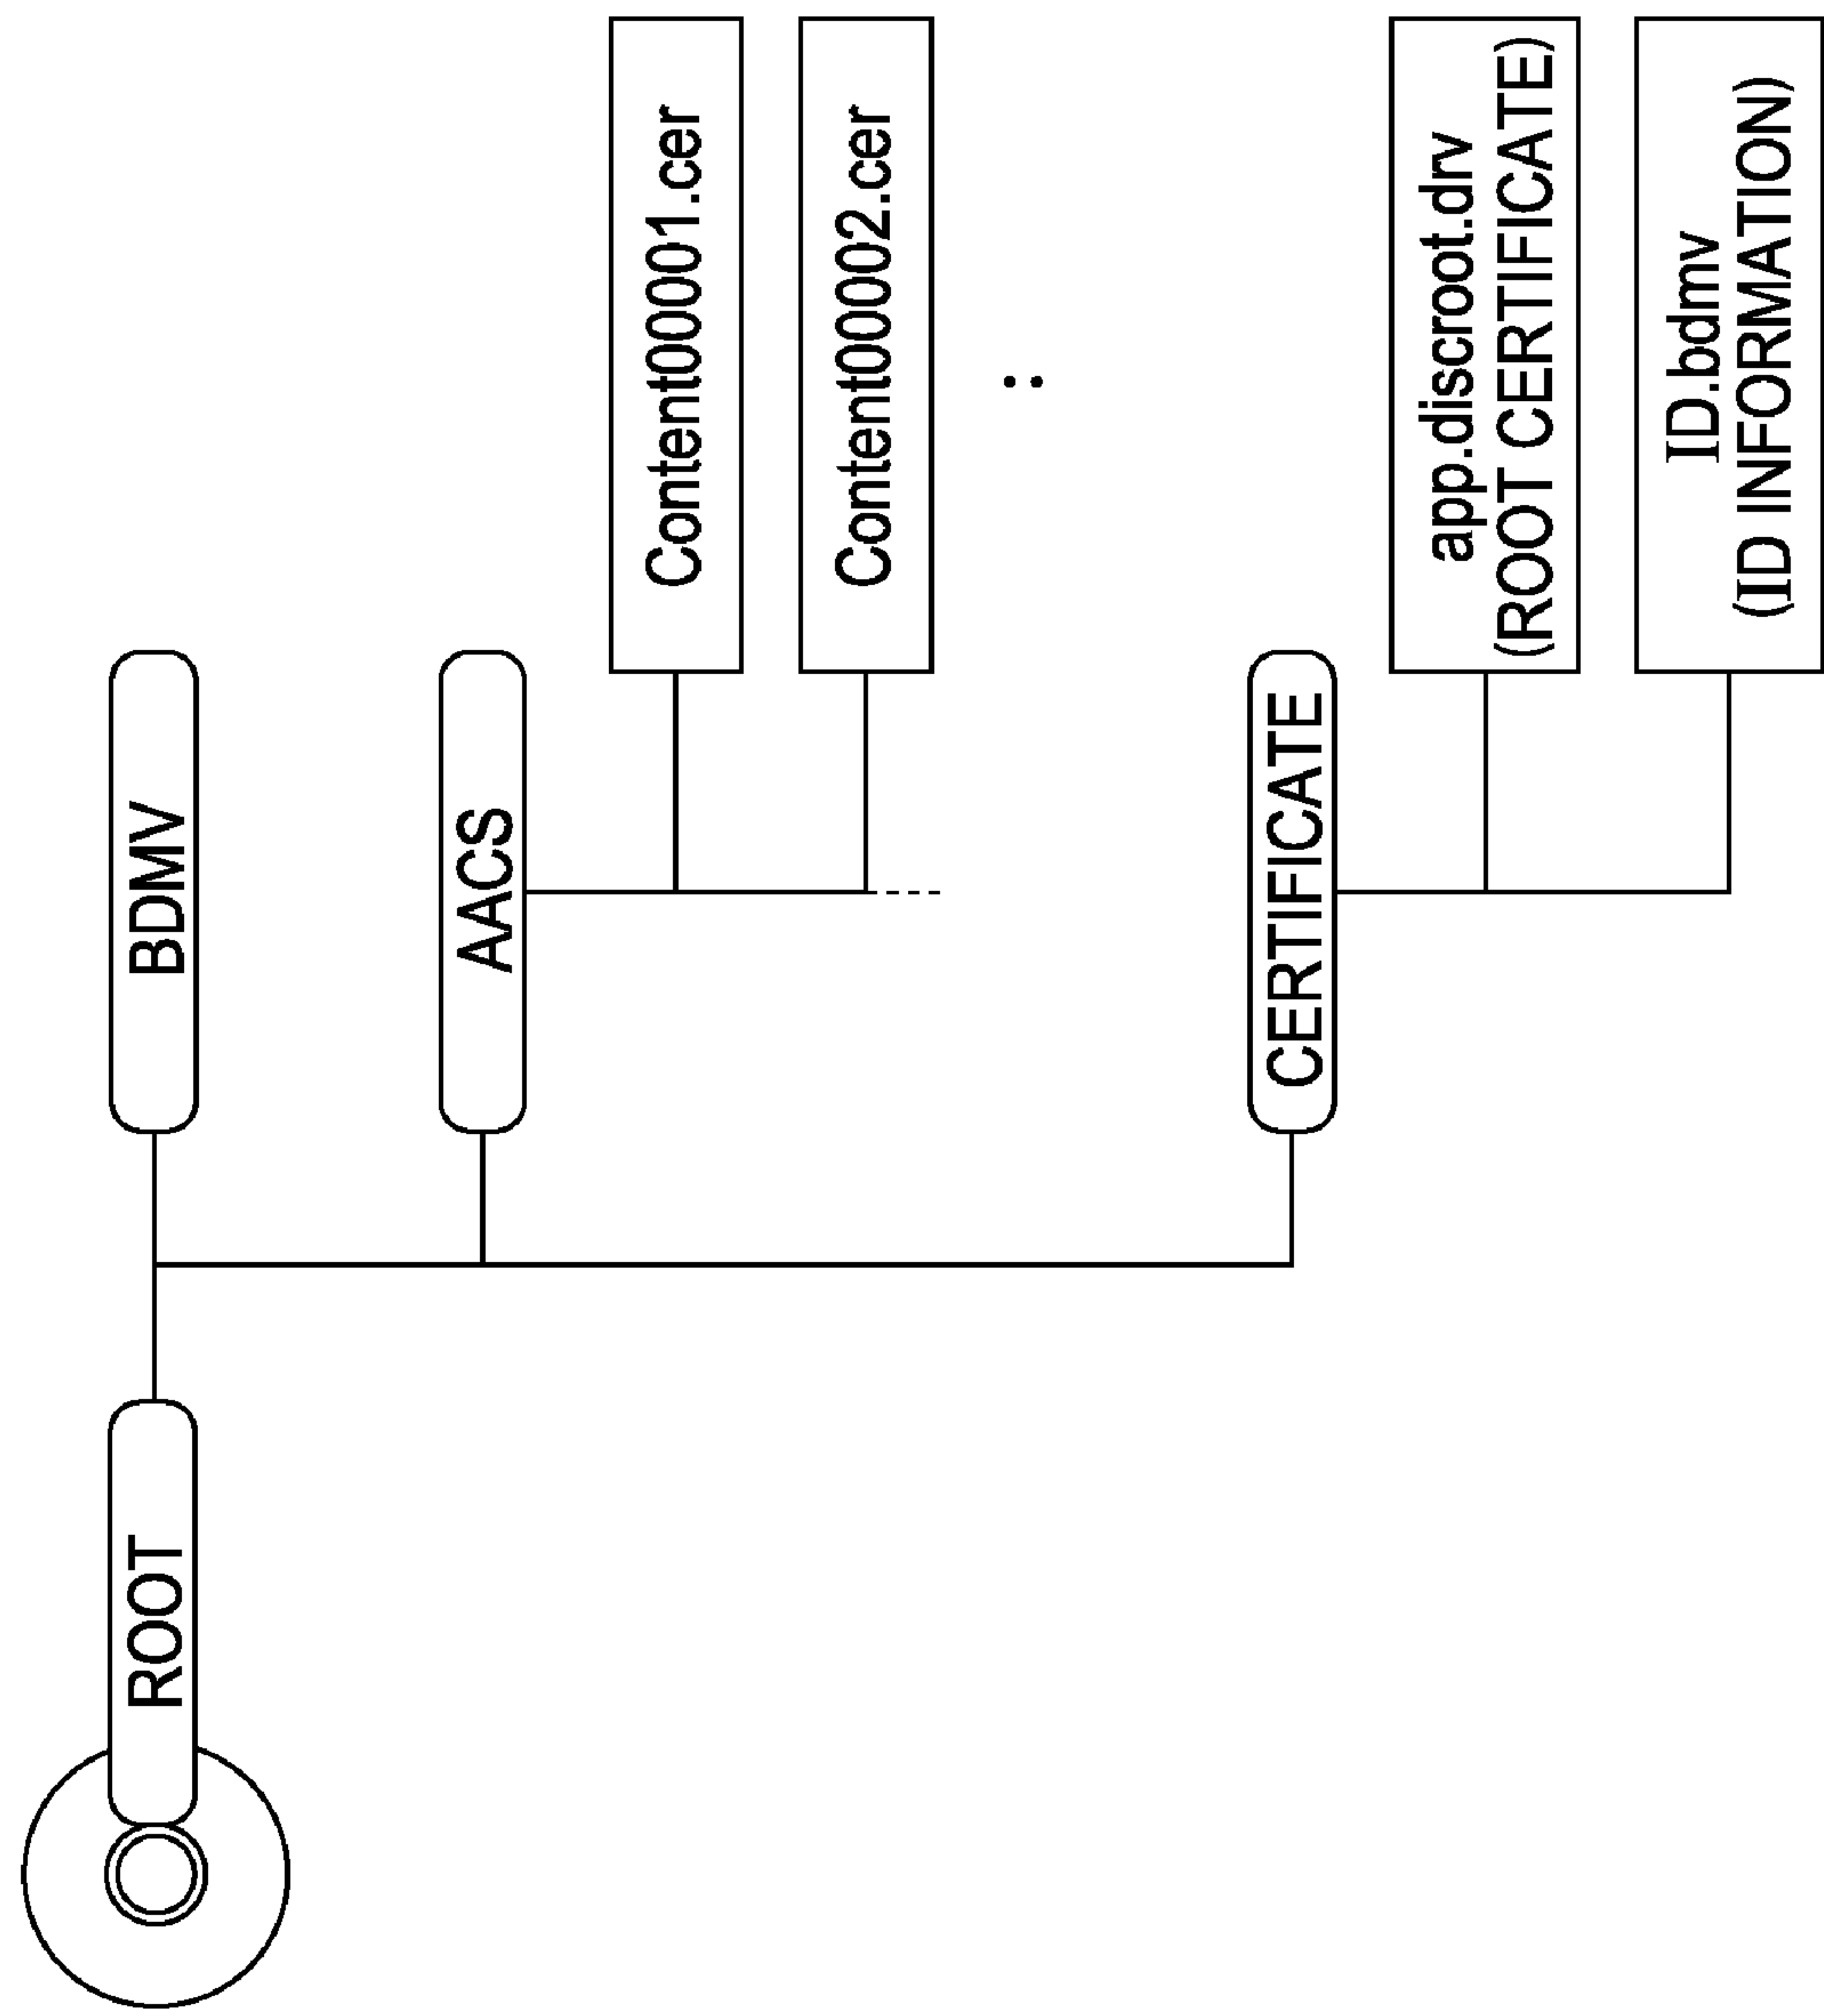 ROOT
BDMV
AACS
Content00001.cer
Content00002.cer
CERTIFICATE
app.discroot.drv
(ROOT CERTIFICATE)
ID.bdmv
(ID INFORMATION)